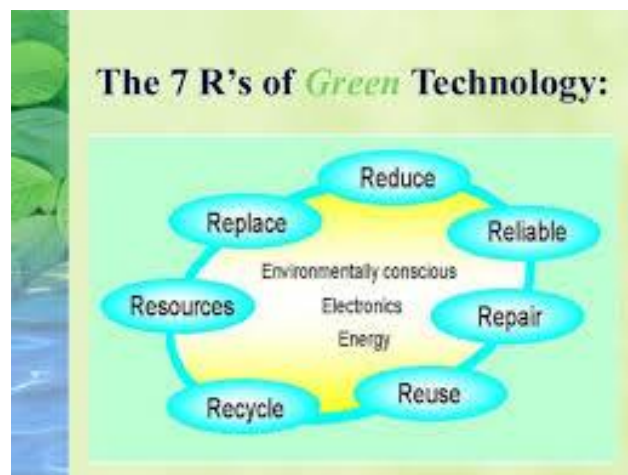 The 7 R's of Green Technology:
Reduce
Replace
Reliable
Environmentally conscious
Resources
Electronics
Repair
Energy
Recycle
Reuse